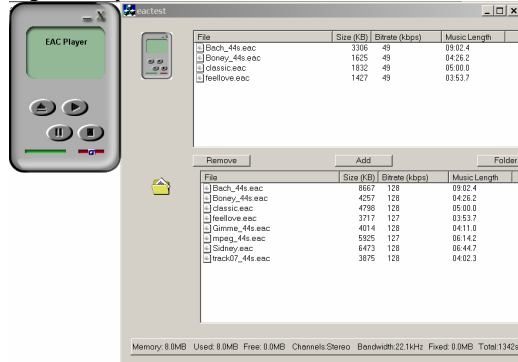 EAC Player
eactest
File Size (KB) Bitrate (kbps) Music Length
Bach_44s.eac 3306 49 09:02.4
Boney_44s.eac 1625 49 04:26.2
classic.eac 1832 49 05:00.0
feellove.eac 1427 49 03:53.7
Remove Add Folder
File Size (KB) Bitrate (kbps) Music Length
Bach_44s.eac 8667 128 09:02.4
Boney_44s.eac 4257 128 04:26.2
classic.eac 4798 128 05:00.0
feellove.eac 3717 127 03:53.7
Gimme_44s.eac 4014 128 04:11.0
mpeg_44s.eac 5925 127 06:14.2
Sidney.eac 6473 128 06:44.7
track07_44s.eac 3875 128 04:02.3
Memory: 8.0MB Used: 8.0MB Free: 0.0MB Channels:Stereo Bandwidth:22.1kHz Fixed: 0.0MB Total:1342s